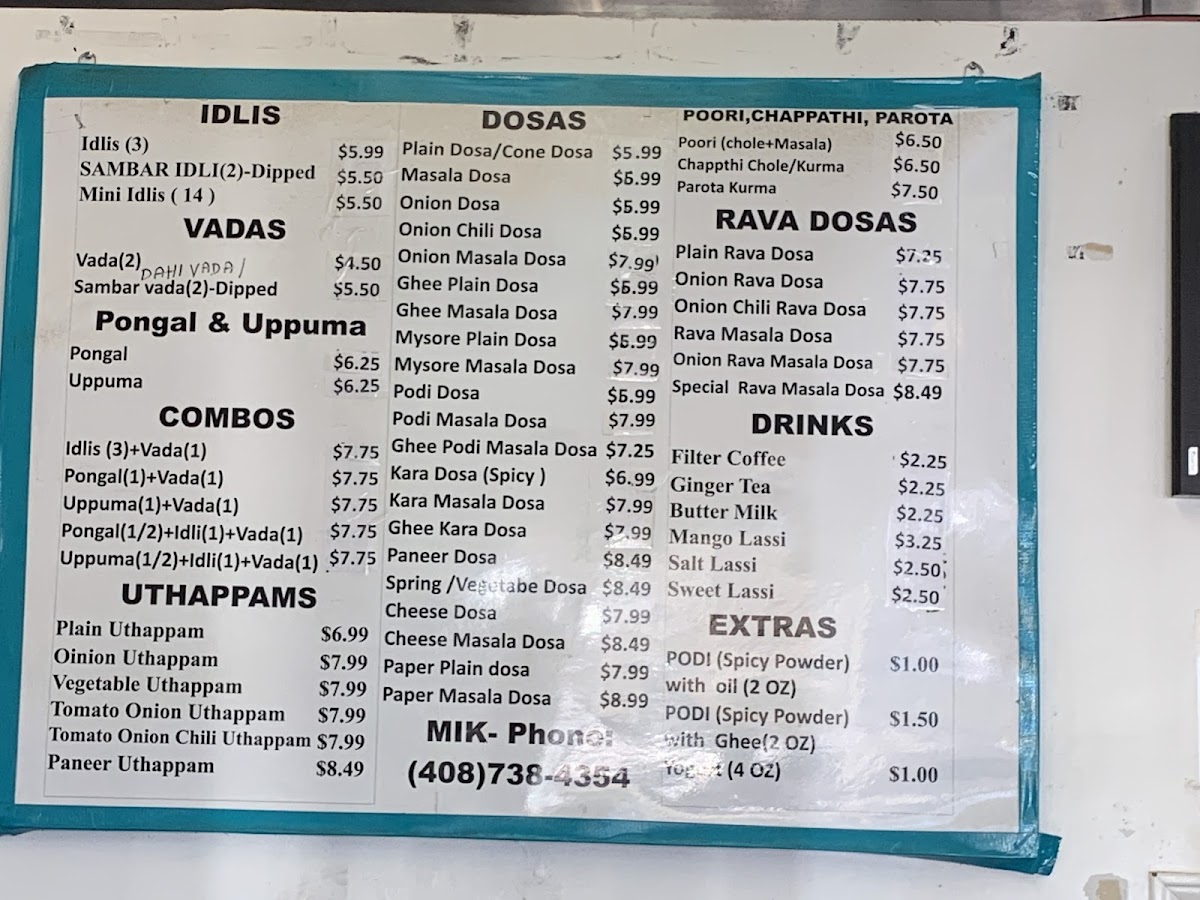 IDLIS
Idlis (3) $5.99
SAMBAR IDLI(2)-Dipped $5.50
Mini Idlis ( 14 ) $5.50
VADAS
Vada(2) $4.50
DAHI VADA /
Sambar vada(2)-Dipped $5.50
Pongal & Uppuma
Pongal $6.25
Uppuma $6.25
COMBOS
Idlis (3)+Vada(1) $7.75
Pongal(1)+Vada(1) $7.75
Uppuma(1)+Vada(1) $7.75
Pongal(1/2)+Idli(1)+Vada(1) $7.75
Uppuma(1/2)+Idli(1)+Vada(1) $7.75
UTHAPPAMS
Plain Uthappam $6.99
Oinion Uthappam $7.99
Vegetable Uthappam $7.99
Tomato Onion Uthappam $7.99
Tomato Onion Chili Uthappam $7.99
Paneer Uthappam $8.49
DOSAS
Plain Dosa/Cone Dosa $5.99
Masala Dosa $6.99
Onion Dosa $6.99
Onion Chili Dosa $6.99
Onion Masala Dosa $7.99
Ghee Plain Dosa $6.99
Ghee Masala Dosa $7.99
Mysore Plain Dosa $6.99
Mysore Masala Dosa $7.99
Podi Dosa $6.99
Podi Masala Dosa $7.99
Ghee Podi Masala Dosa $7.25
Kara Dosa (Spicy ) $6.99
Kara Masala Dosa $7.99
Ghee Kara Dosa $7.99
Paneer Dosa $8.49
Spring /Vegetabe Dosa $8.49
Cheese Dosa $7.99
Cheese Masala Dosa $8.49
Paper Plain dosa $7.99
Paper Masala Dosa $8.99
MIK- Phone:
(408)738-4354
POORI,CHAPPATHI, PAROTA
Poori (chole+Masala) $6.50
Chappthi Chole/Kurma $6.50
Parota Kurma $7.50
RAVA DOSAS
Plain Rava Dosa $7.25
Onion Rava Dosa $7.75
Onion Chili Rava Dosa $7.75
Rava Masala Dosa $7.75
Onion Rava Masala Dosa $7.75
Special Rava Masala Dosa $8.49
DRINKS
Filter Coffee $2.25
Ginger Tea $2.25
Butter Milk $2.25
Mango Lassi $3.25
Salt Lassi $2.50
Sweet Lassi $2.50
EXTRAS
PODI (Spicy Powder) $1.00
with oil (2 OZ)
PODI (Spicy Powder) $1.50
with Ghee(2 OZ)
Yogurt (4 OZ) $1.00